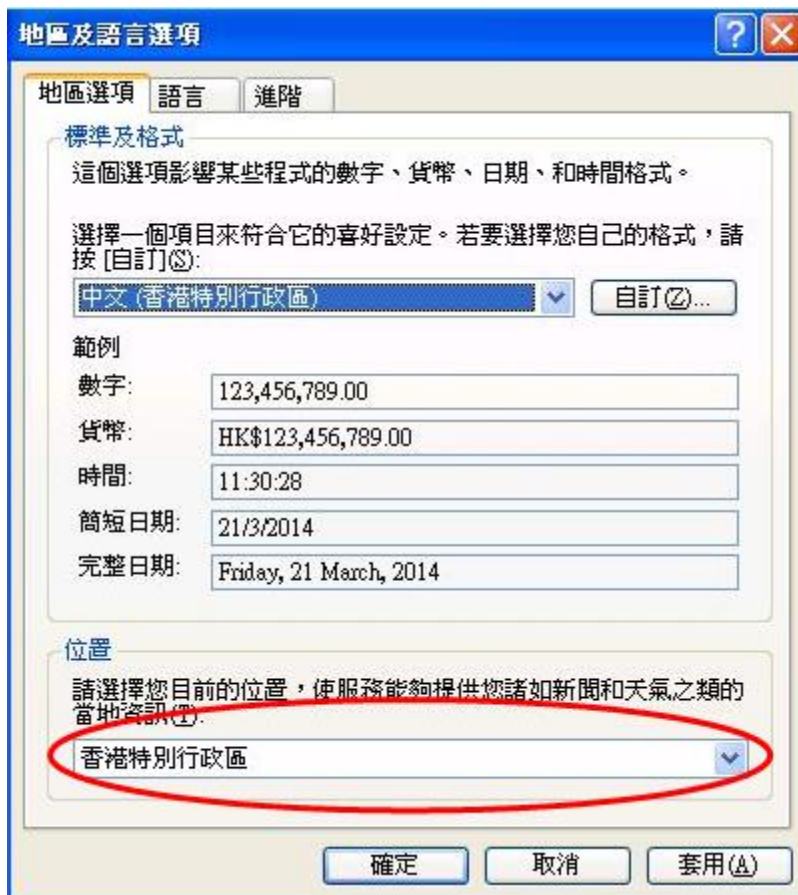 地區及語言選項
地區選項 語言 進階
標準及格式
這個選項影響某些程式的數字、貨幣、日期、和時間格式。
選擇一個項目來符合它的喜好設定。若要選擇您自己的格式，請
按 [自訂](S):
中文 (香港特別行政區) 自訂(Z)...
範例
數字: 123,456,789.00
貨幣: HK$123,456,789.00
時間: 11:30:28
簡短日期: 21/3/2014
完整日期: Friday, 21 March, 2014
位置
請選擇您目前的位置，使服務能夠提供您諸如新聞和天氣之類的
當地資訊(T):
香港特別行政區
確定 取消 套用(A)